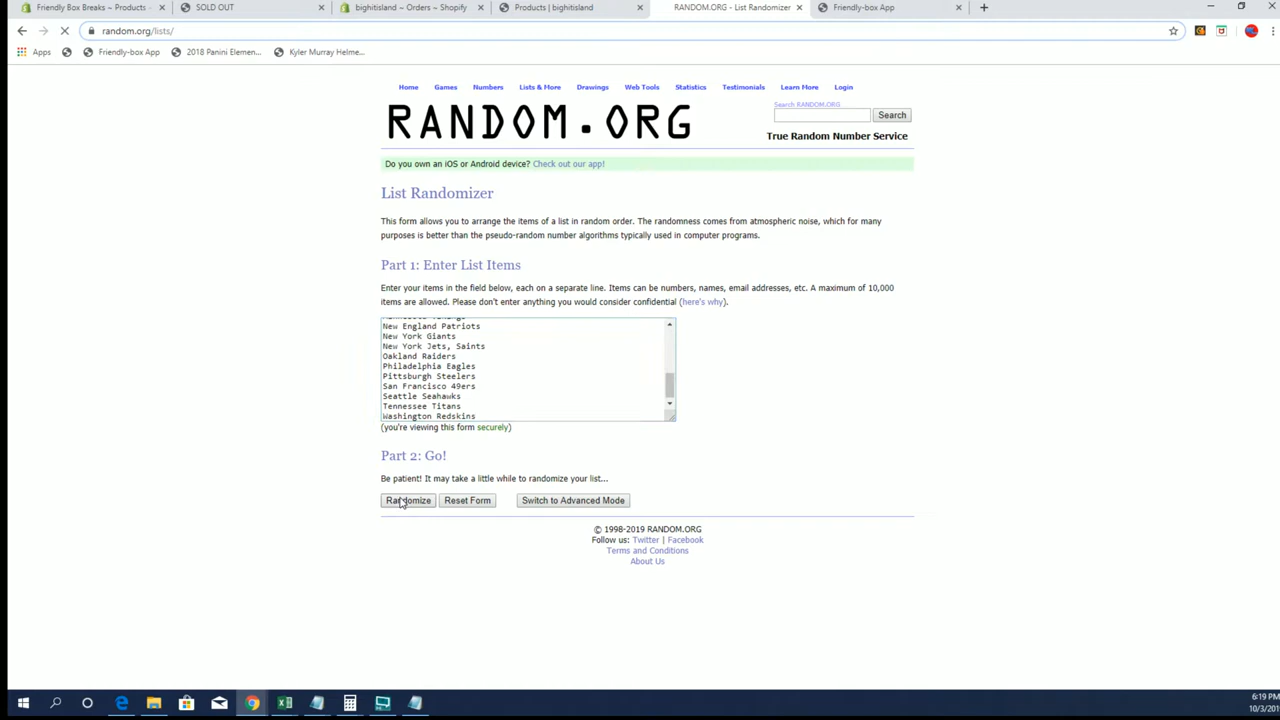 Friendly Box Breaks ~ Products
SOLD OUT
bighitisland ~ Orders ~ Shopify
Products | bighitisland
RANDOM.ORG - List Randomizer
Friendly-box App
random.org/lists/
Apps
Friendly-box App
2018 Panini Elemen...
Kyler Murray Helme...
Home Games Numbers Lists & More Drawings Web Tools Statistics Testimonials Learn More Login
RANDOM.ORG
Search RANDOM.ORG
Search
True Random Number Service
Do you own an iOS or Android device? Check out our app!
List Randomizer
This form allows you to arrange the items of a list in random order. The randomness comes from atmospheric noise, which for many
purposes is better than the pseudo-random number algorithms typically used in computer programs.
Part 1: Enter List Items
Enter your items in the field below, each on a separate line. Items can be numbers, names, email addresses, etc. A maximum of 10,000
items are allowed. Please don't enter anything you would consider confidential (here's why).
New England Patriots
New York Giants
New York Jets, Saints
Oakland Raiders
Philadelphia Eagles
Pittsburgh Steelers
San Francisco 49ers
Seattle Seahawks
Tennessee Titans
Washington Redskins
(you're viewing this form securely)
Part 2: Go!
Be patient! It may take a little while to randomize your list...
Randomize Reset Form Switch to Advanced Mode
© 1998-2019 RANDOM.ORG
Follow us: Twitter | Facebook
Terms and Conditions
About Us
6:19 PM
10/3/201